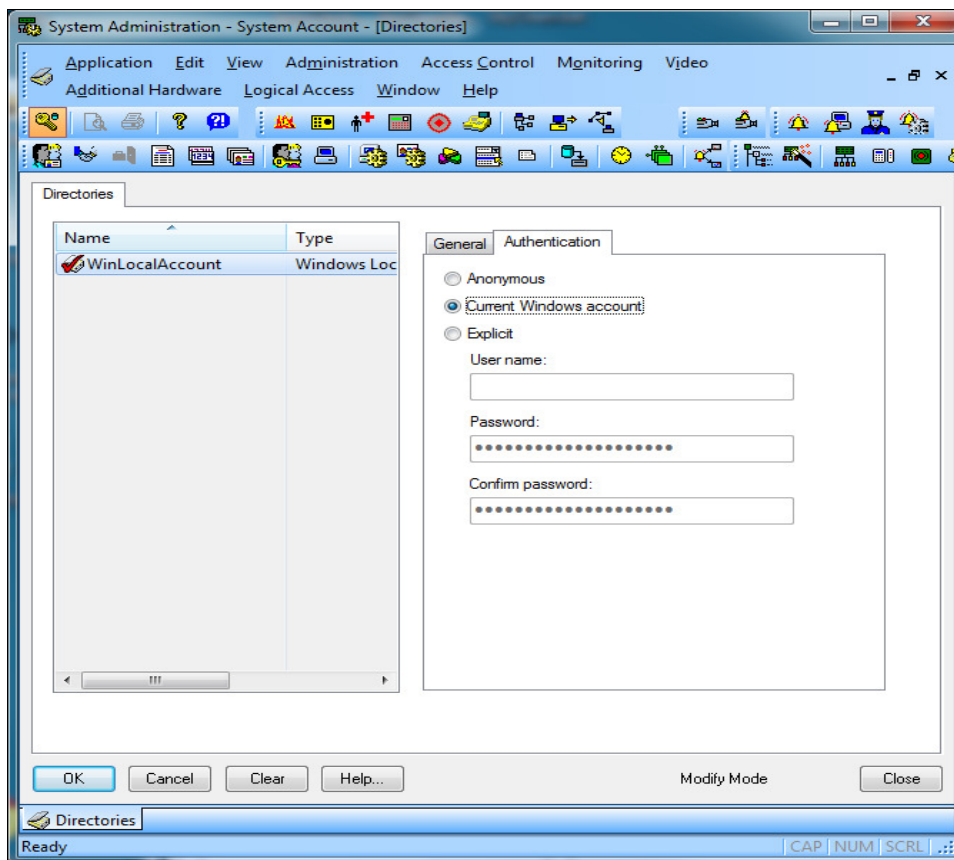 System Administration - System Account - [Directories]
Application Edit View Administration Access Control Monitoring Video
Additional Hardware Logical Access Window Help
Directories
Name Type
WinLocalAccount Windows Loc
General Authentication
Anonymous
Current Windows account
Explicit
User name:
Password:
Confirm password:
OK Cancel Clear Help... Modify Mode Close
Directories
Ready CAP NUM SCRL